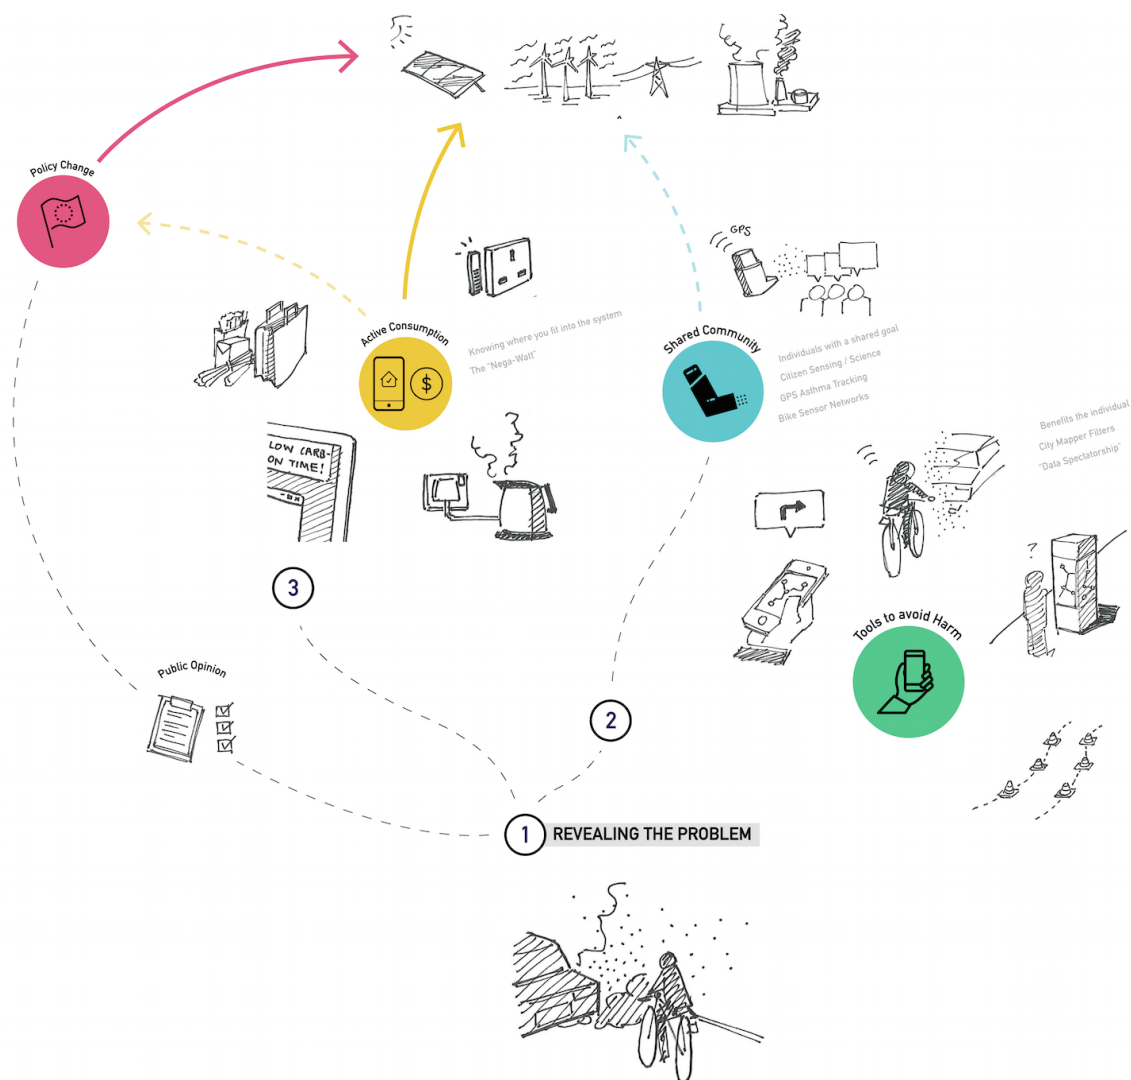 Policy Change
GPS
Active Consumption
Knowing where you fit into the system
The "Nega-Watt"
$
Shared Community
Individuals with a shared goal
Citizen Sensing / Science
GPS Asthma Tracking
Bike Sensor Networks
Benefits the individual
City Mapper Filters
"Data Spectatorship"
LOW CARB-
ON TIME!
?
3
Tools to avoid Harm
Public Opinion
2
1 REVEALING THE PROBLEM